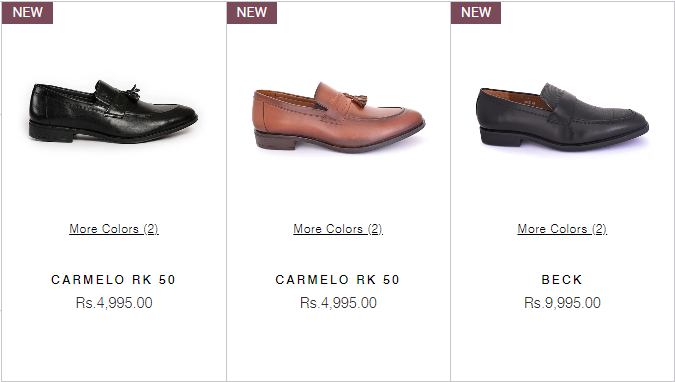 NEW
NEW
NEW
More Colors (2)
More Colors (2)
More Colors (2)
CARMELO RK 50
CARMELO RK 50
BECK
Rs.4,995.00
Rs.4,995.00
Rs.9,995.00